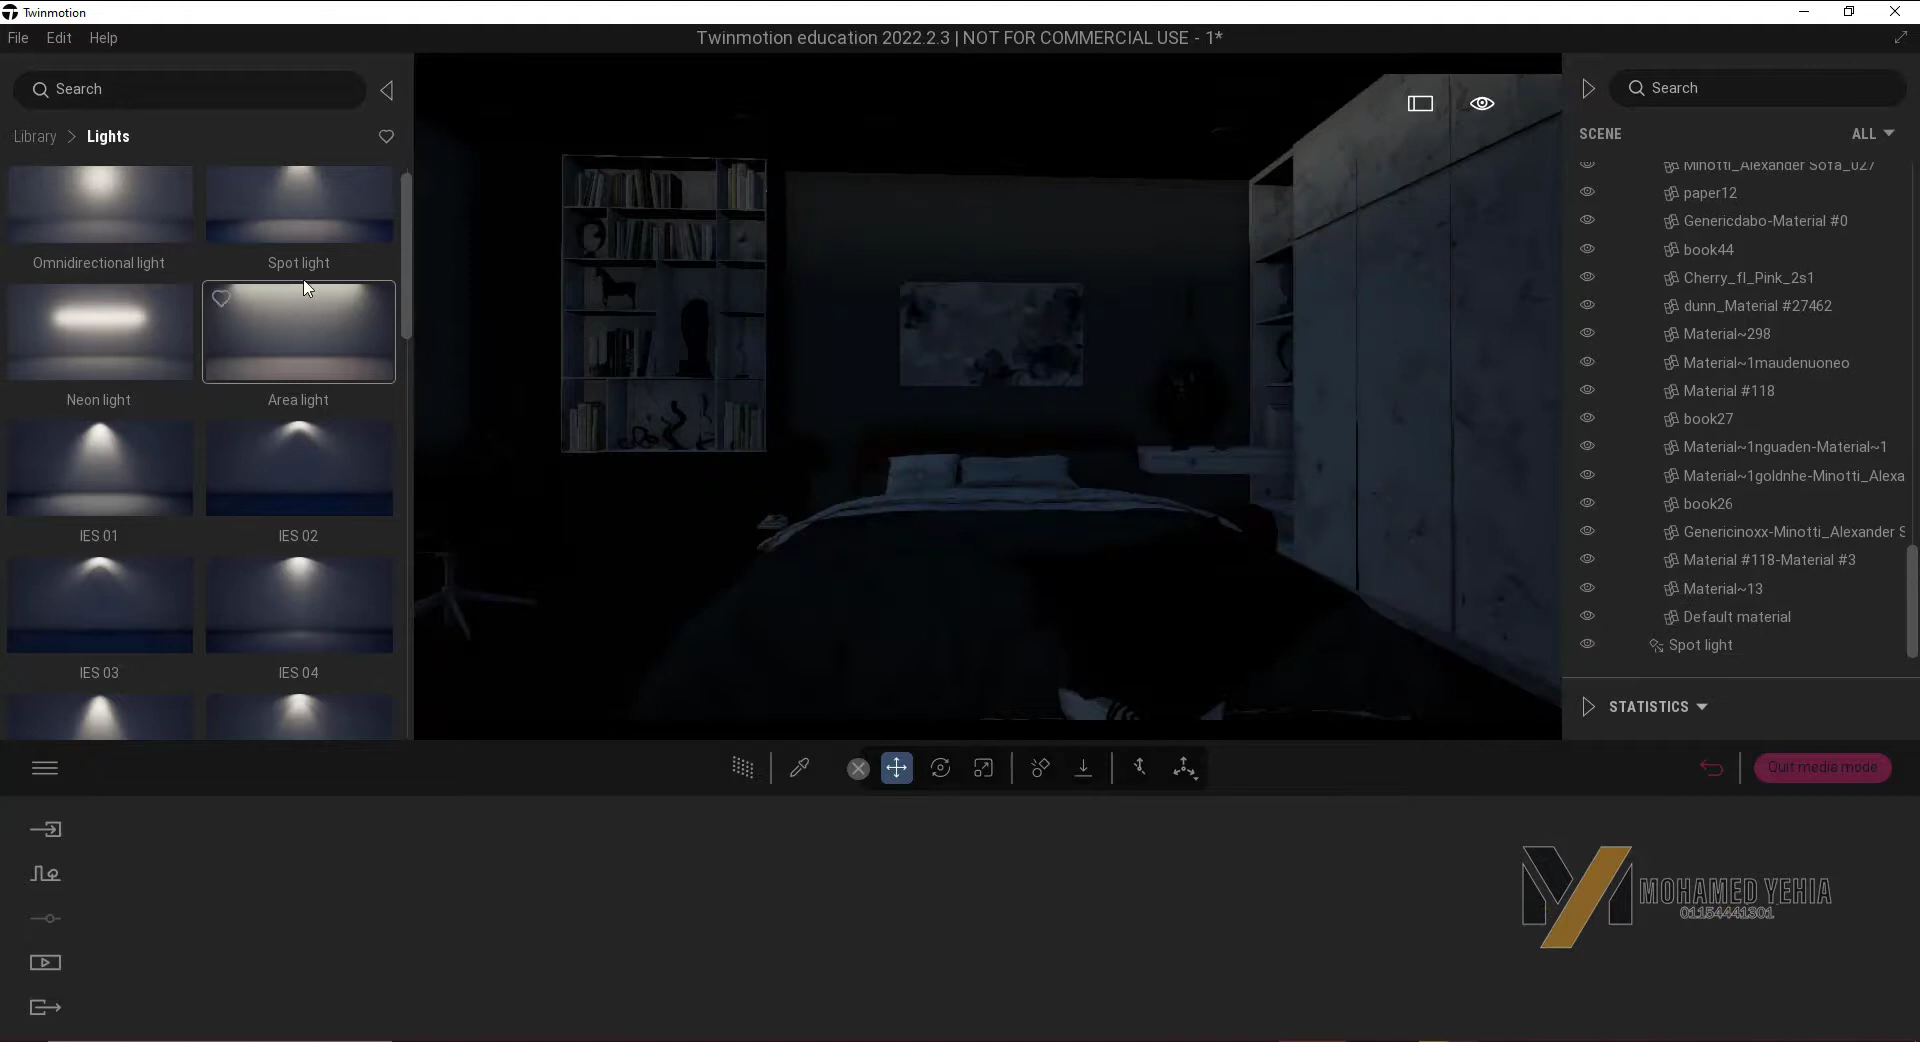 Twinmotion
File Edit Help
Twinmotion education 2022.2.3 | NOT FOR COMMERCIAL USE - 1*
Search
Library > Lights
Omnidirectional light
Spot light
Neon light
Area light
IES 01
IES 02
IES 03
IES 04
Search
SCENE ALL
Minotti_Alexander Sofa_027
paper12
Genericdabo-Material #0
book44
Cherry_fl_Pink_2s1
dunn_Material #27462
Material~298
Material~1maudenuoneo
Material #118
book27
Material~1nguaden-Material~1
Material~1goldnhe-Minotti_Alexa
book26
Genericinoxx-Minotti_Alexander S
Material #118-Material #3
Material~13
Default material
Spot light
STATISTICS
Quit media mode
MOHAMED YEHIA
01154441301